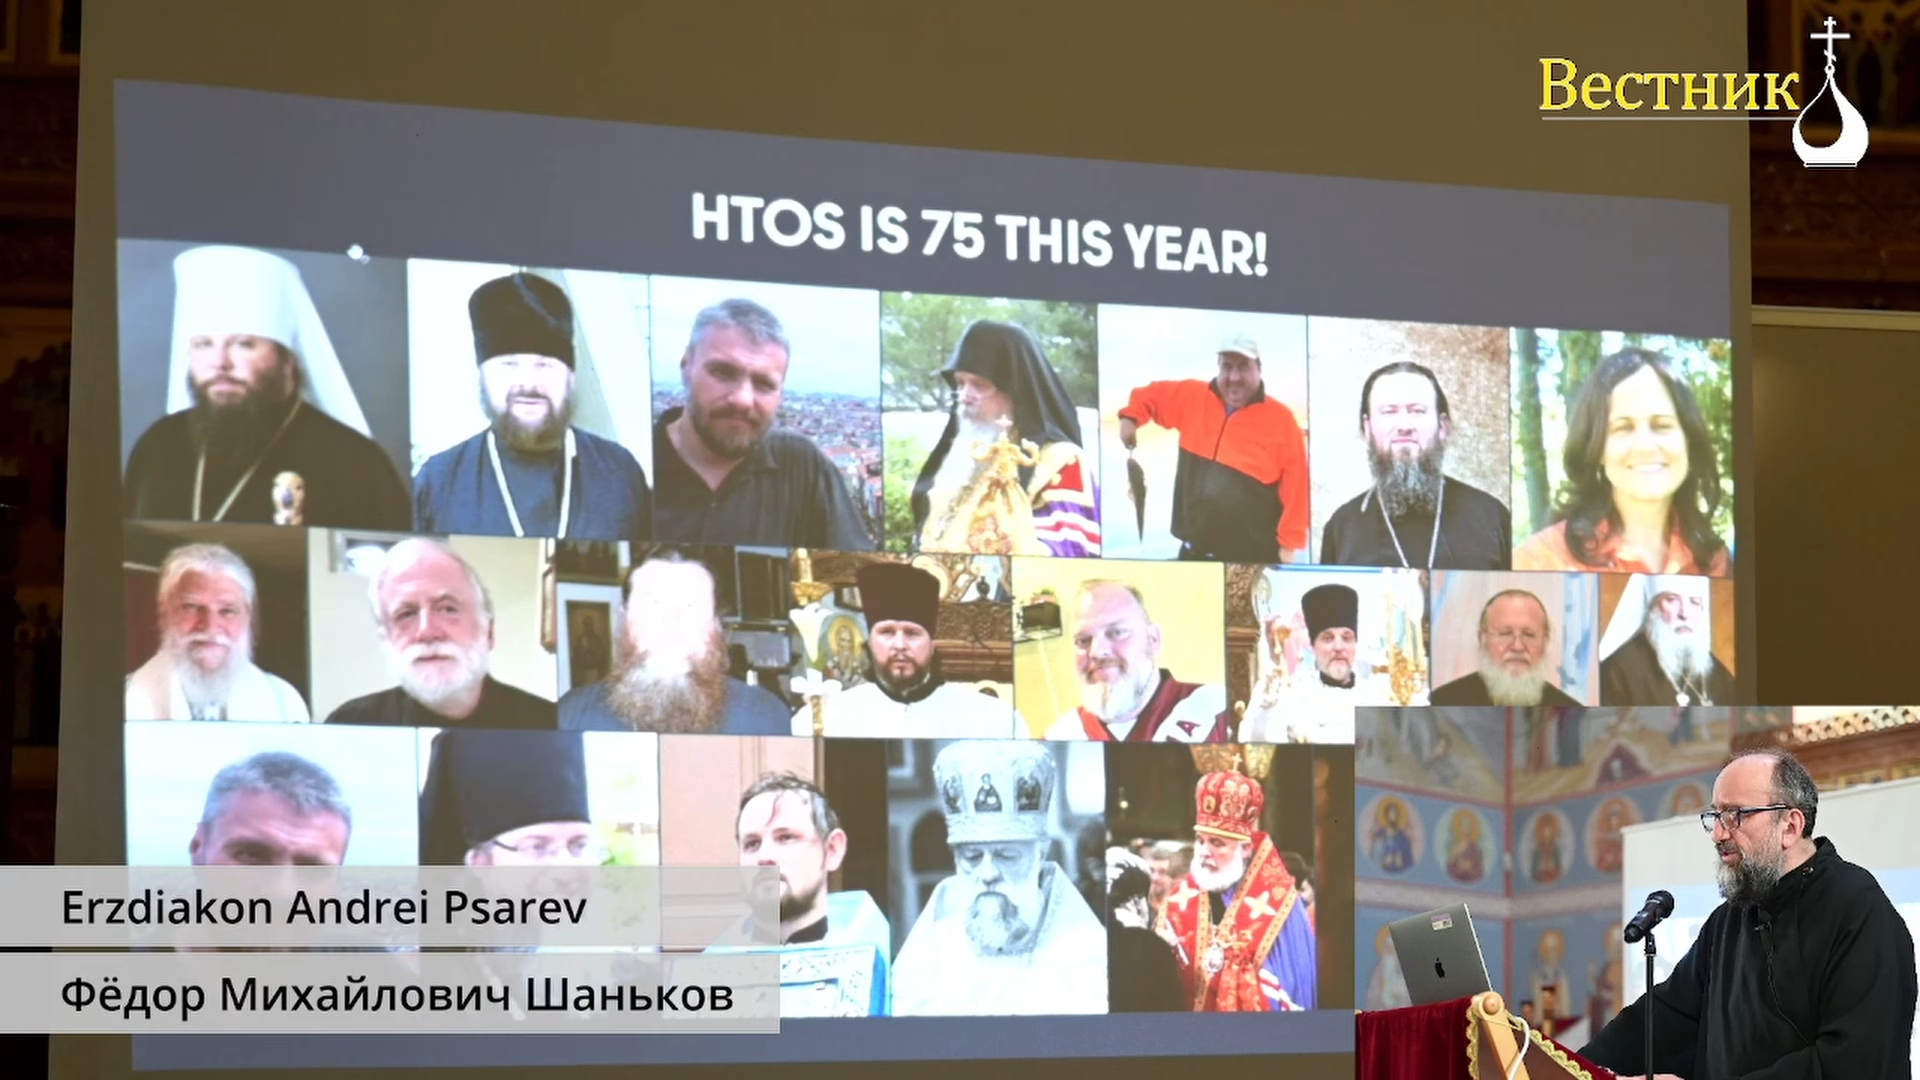 Вестник
HTOS IS 75 THIS YEAR!
Erzdiakon Andrei Psarev
Фёдор Михайлович Шаньков